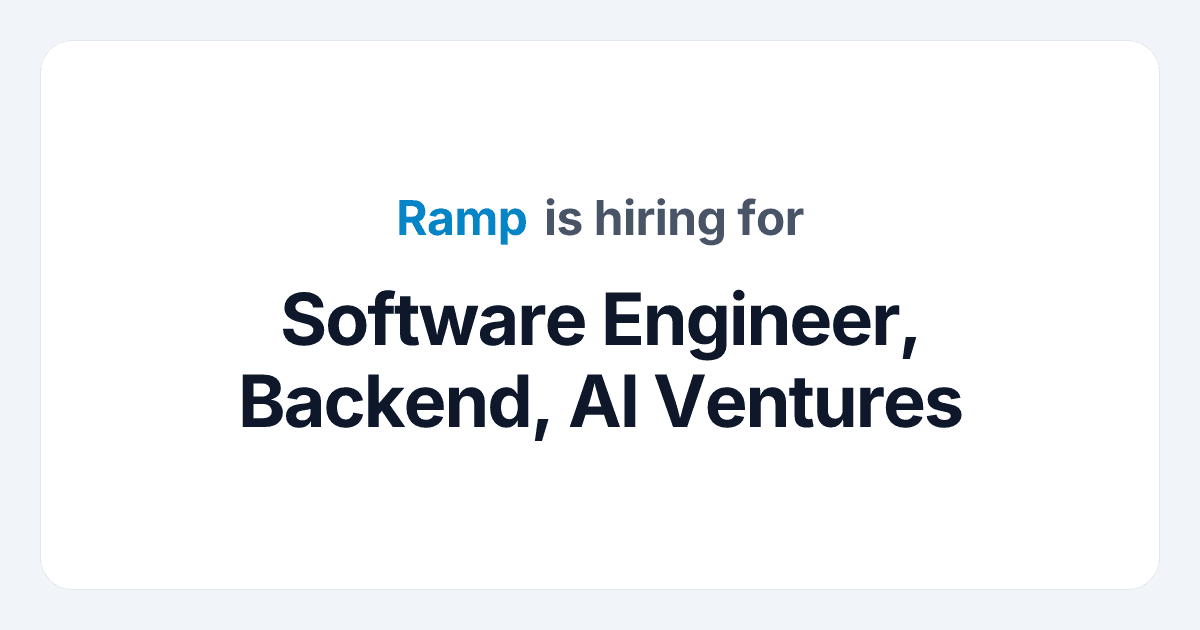 Ramp is hiring for
Software Engineer,
Backend, AI Ventures